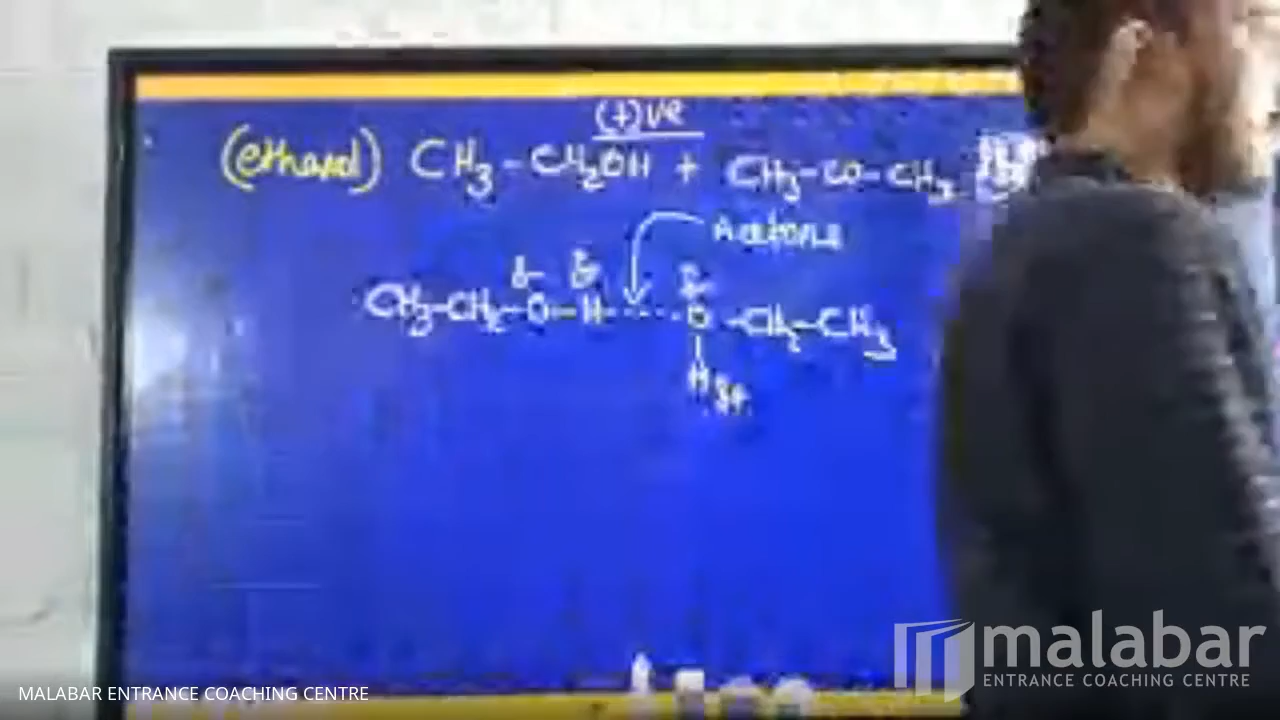 (+)ve
(ethanol) CH3-CH2OH + CH3-CO-CH3
Acetone
δ- δ+ δ-
CH3-CH2-O-H.....O-CH2-CH3
H δ+
malabar
ENTRANCE COACHING CENTRE
MALABAR ENTRANCE COACHING CENTRE